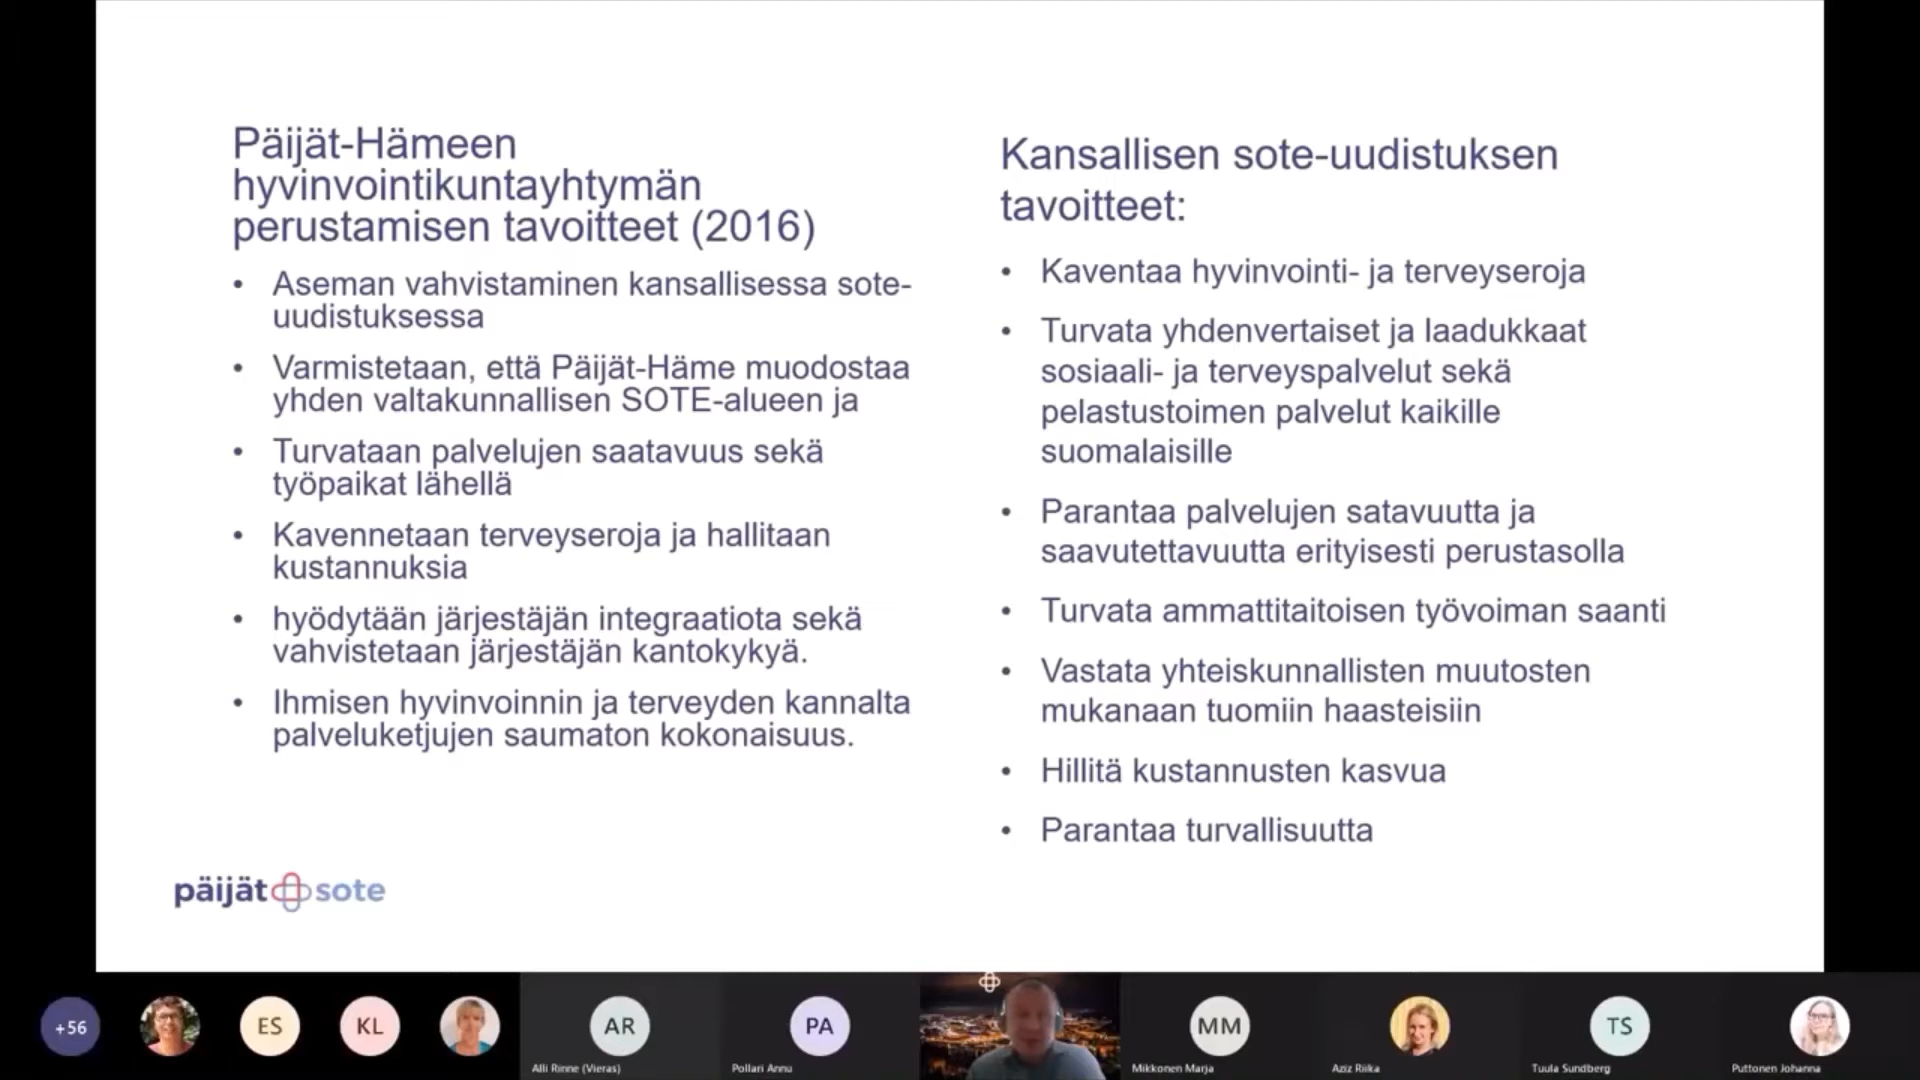 Päijät-Hämeen
hyvinvointikuntayhtymän
perustamisen tavoitteet (2016)
• Aseman vahvistaminen kansallisessa sote-
uudistuksessa
• Varmistetaan, että Päijät-Häme muodostaa
yhden valtakunnallisen SOTE-alueen ja
• Turvataan palvelujen saatavuus sekä
työpaikat lähellä
• Kavennetaan terveyseroja ja hallitaan
kustannuksia
• hyödytään järjestäjän integraatiota sekä
vahvistetaan järjestäjän kantokykyä.
• Ihmisen hyvinvoinnin ja terveyden kannalta
palveluketjujen saumaton kokonaisuus.
Kansallisen sote-uudistuksen
tavoitteet:
• Kaventaa hyvinvointi- ja terveyseroja
• Turvata yhdenvertaiset ja laadukkaat
sosiaali- ja terveyspalvelut sekä
pelastustoimen palvelut kaikille
suomalaisille
• Parantaa palvelujen satavuutta ja
saavutettavuutta erityisesti perustasolla
• Turvata ammattitaitoisen työvoiman saanti
• Vastata yhteiskunnallisten muutosten
mukanaan tuomiin haasteisiin
• Hillitä kustannusten kasvua
• Parantaa turvallisuutta
päijät sote
+56
ES
KL
AR
Alli Rinne (Vieras)
PA
Pollari Annu
MM
Mikkonen Marja
Aziz Riika
TS
Tuula Sundberg
Puttonen Johanna